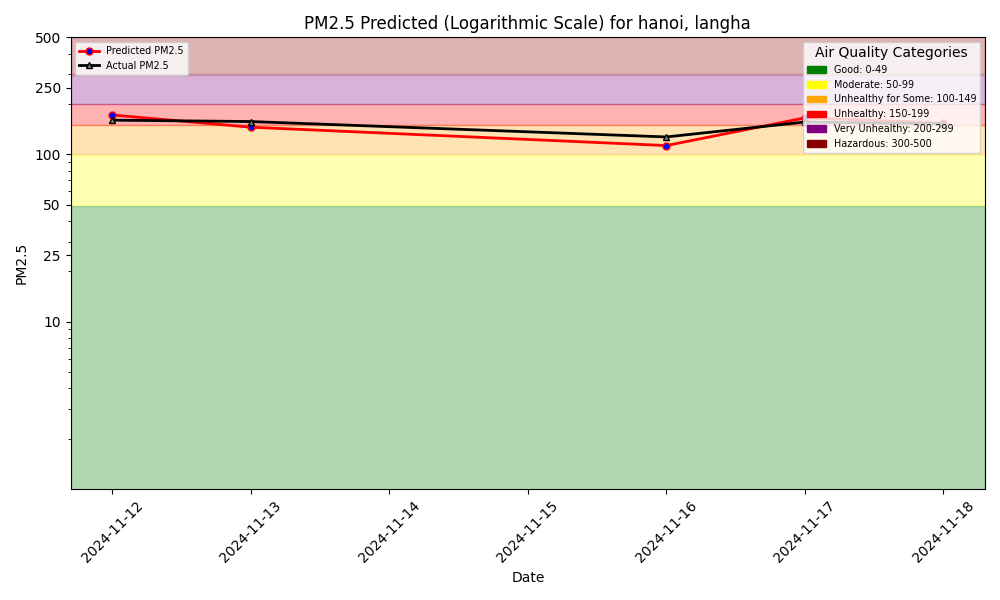 PM2.5 Predicted (Logarithmic Scale) for hanoi, langha
500
250
100
50
25
10
PM2.5
Predicted PM2.5
Actual PM2.5
Air Quality Categories
Good: 0-49
Moderate: 50-99
Unhealthy for Some: 100-149
Unhealthy: 150-199
Very Unhealthy: 200-299
Hazardous: 300-500
2024-11-12
2024-11-13
2024-11-14
2024-11-15
2024-11-16
2024-11-17
2024-11-18
Date